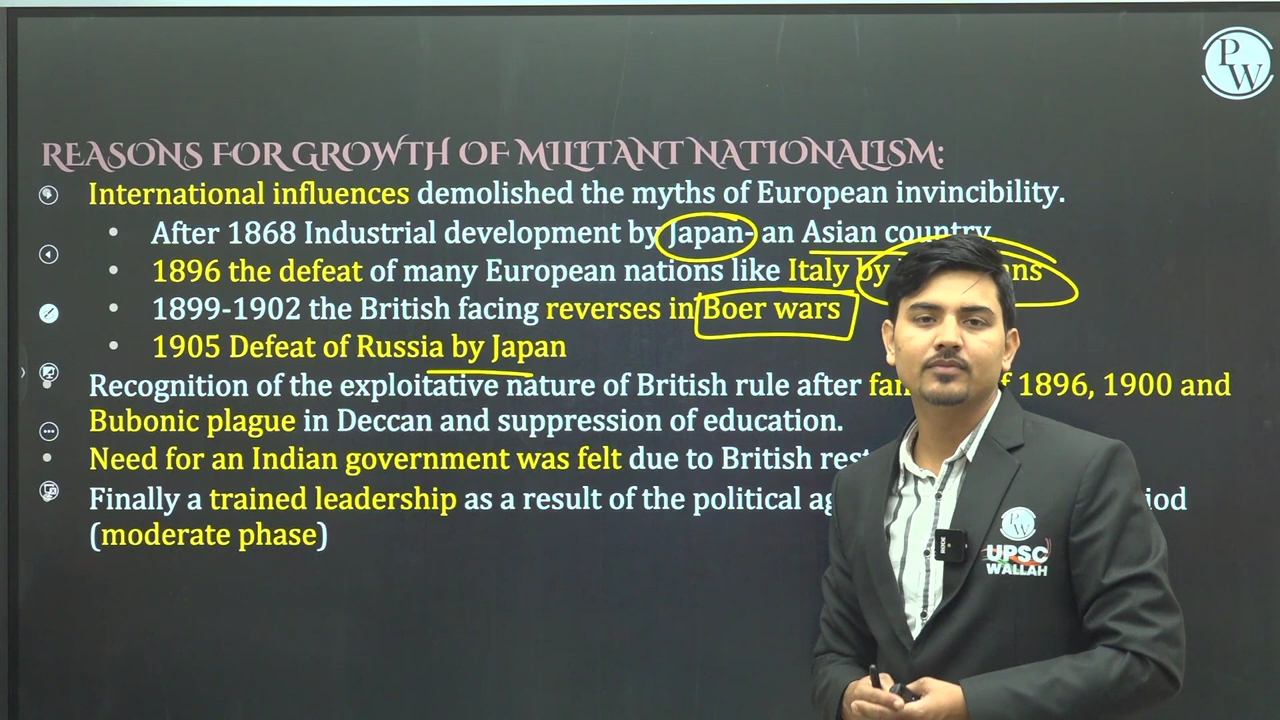 PW
REASONS FOR GROWTH OF MILITANT NATIONALISM:
International influences demolished the myths of European invincibility.
• After 1868 Industrial development by Japan- an Asian country.
• 1896 the defeat of many European nations like Italy by
• 1899-1902 the British facing reverses in Boer wars
• 1905 Defeat of Russia by Japan
• Recognition of the exploitative nature of British rule after 1896, 1900 and
Bubonic plague in Deccan and suppression of education.
• Need for an Indian government was felt due to British
Finally a trained leadership as a result of the political
(moderate phase)
PW
UPSC
WALLAH